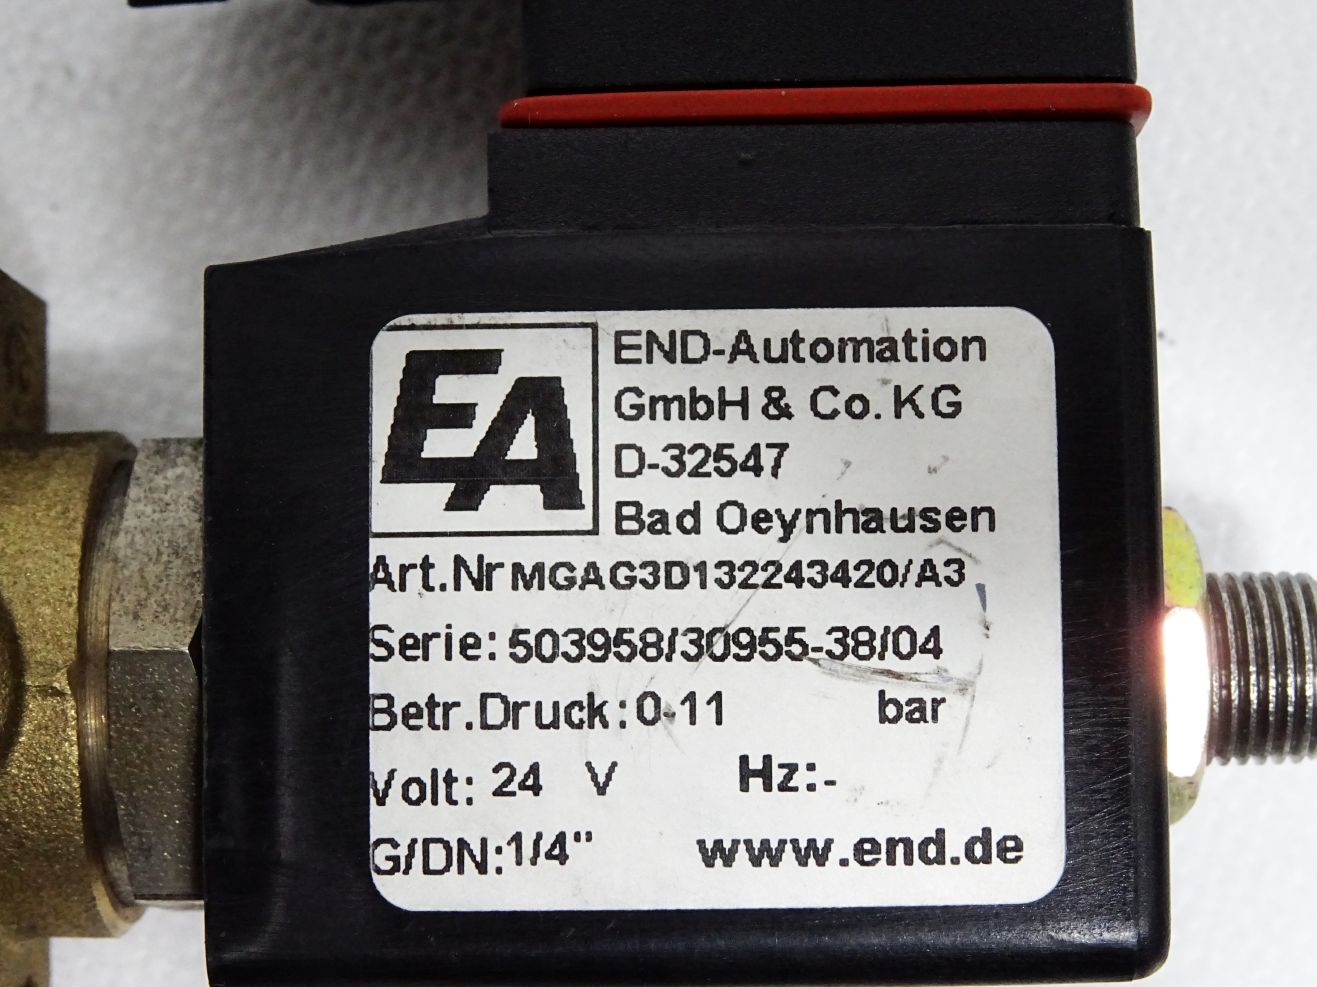 EA
END-Automation
GmbH & Co. KG
D-32547
Bad Oeynhausen
Art.Nr MGAG3D132243420/A3
Serie: 503958/30955-38/04
Betr.Druck: 0-11 bar
Volt: 24 V Hz:-
G/DN: 1/4"
www.end.de